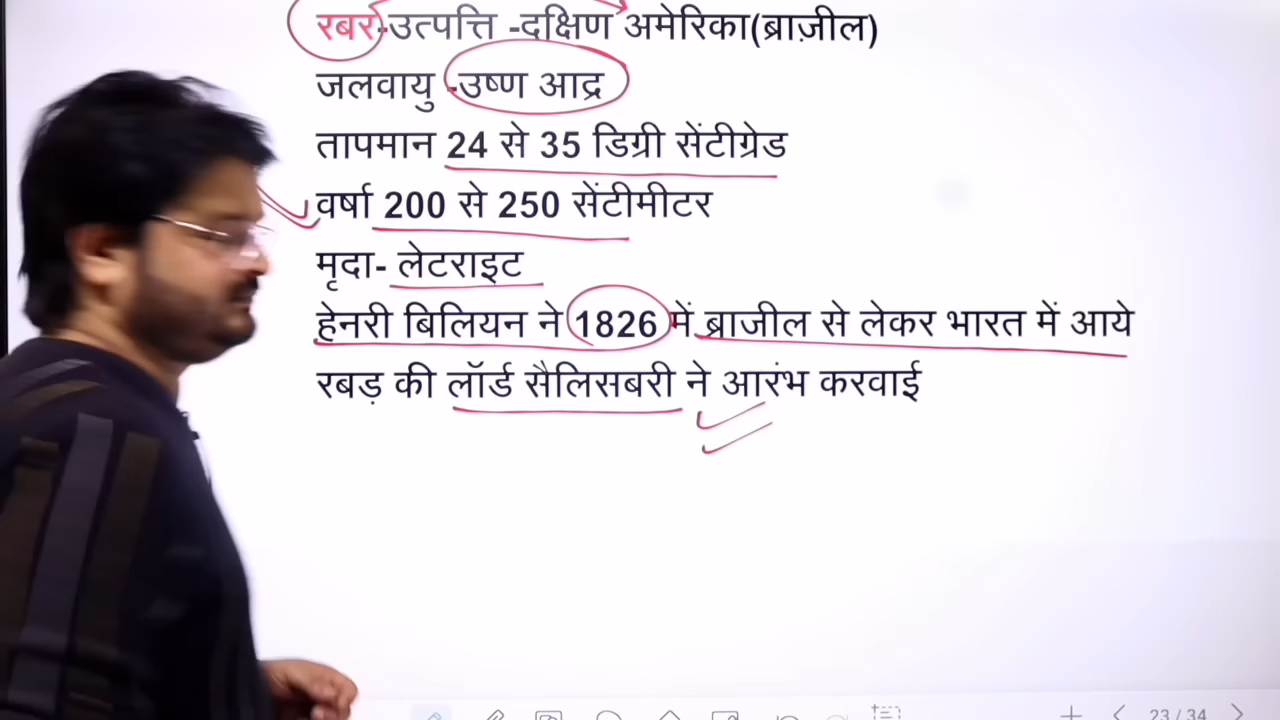 रबर-उत्पत्ति -दक्षिण अमेरिका(ब्राज़ील)
जलवायु -उष्ण आद्र
तापमान 24 से 35 डिग्री सेंटीग्रेड
वर्षा 200 से 250 सेंटीमीटर
मृदा- लेटराइट
हेनरी बिलियन ने 1826 में ब्राजील से लेकर भारत में आये
रबड़ की लॉर्ड सैलिसबरी ने आरंभ करवाई
23 / 34